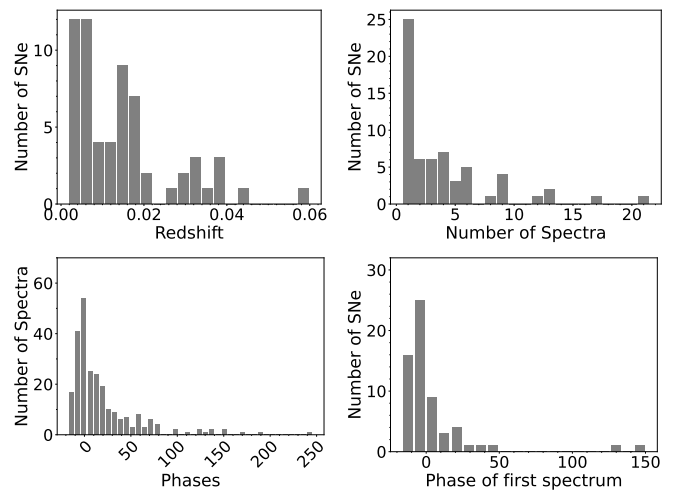 Number of SNe
10
5
0
0.00 0.02 0.04 0.06
Redshift
Number of SNe
25
20
15
10
5
0
0 5 10 15 20
Number of Spectra
Number of Spectra
60
40
20
0
0 50 100 150 200 250
Phases
Number of SNe
30
20
10
0
0 50 100 150
Phase of first spectrum